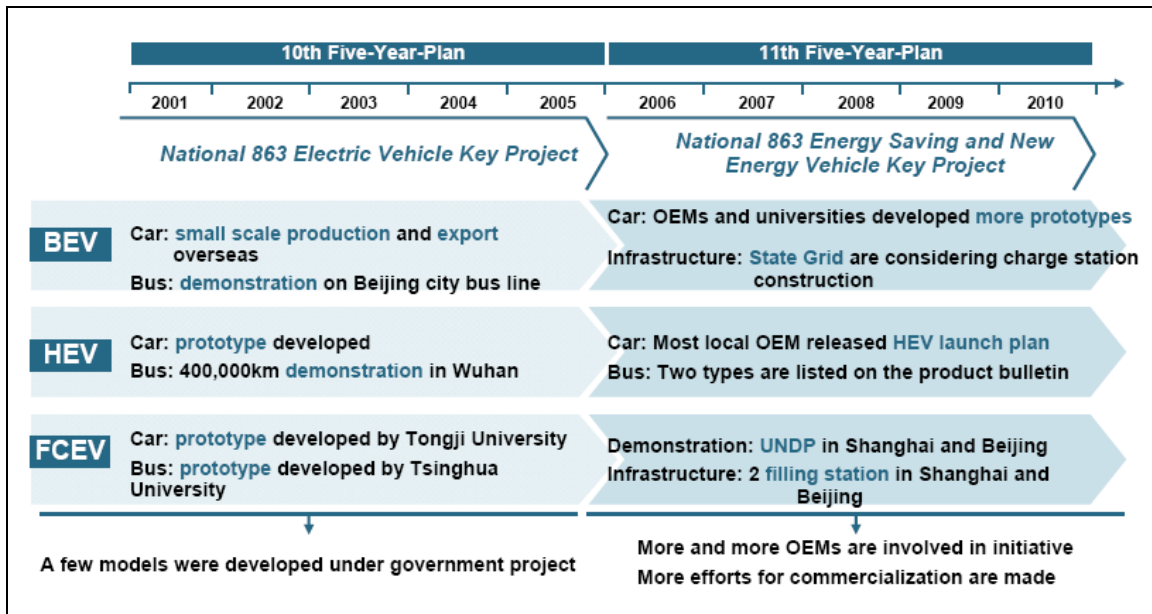 10th Five-Year-Plan
11th Five-Year-Plan
2001
2002
2003
2004
2005
2006
2007
2008
2009
2010
National 863 Electric Vehicle Key Project
National 863 Energy Saving and New
Energy Vehicle Key Project
BEV
Car: small scale production and export
overseas
Bus: demonstration on Beijing city bus line
Car: OEMs and universities developed more prototypes
Infrastructure: State Grid are considering charge station
construction
HEV
Car: prototype developed
Bus: 400,000km demonstration in Wuhan
Car: Most local OEM released HEV launch plan
Bus: Two types are listed on the product bulletin
FCEV
Car: prototype developed by Tongji University
Bus: prototype developed by Tsinghua
University
Demonstration: UNDP in Shanghai and Beijing
Infrastructure: 2 filling station in Shanghai and
Beijing
A few models were developed under government project
More and more OEMs are involved in initiative
More efforts for commercialization are made